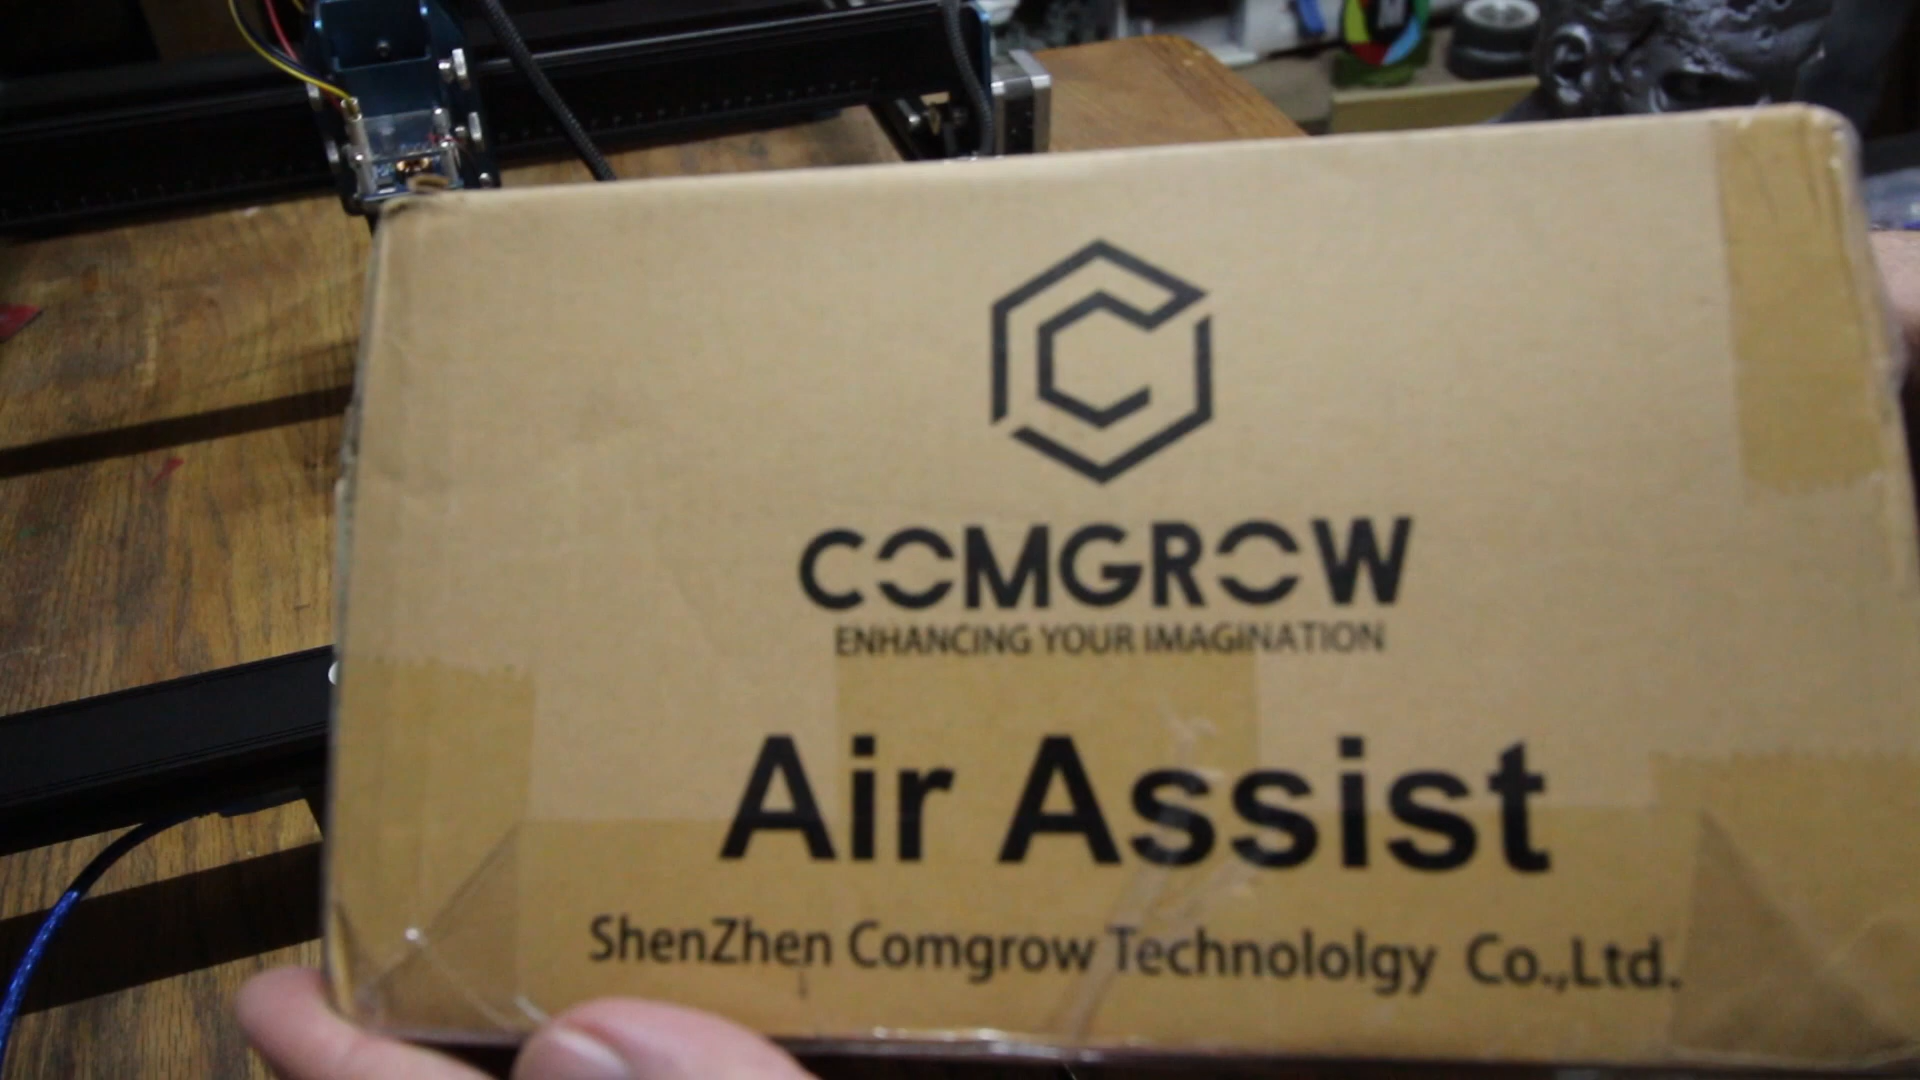 COMGROW
ENHANCING YOUR IMAGINATION
Air Assist
ShenZhen Comgrow Technololgy Co.,Ltd.